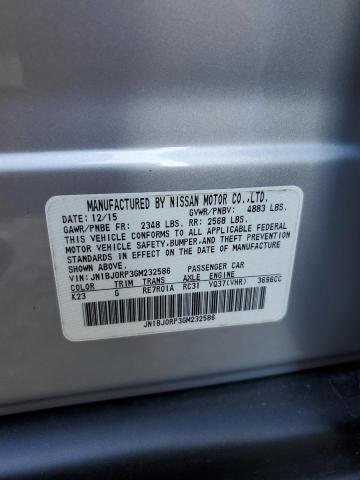 MANUFACTURED BY NISSAN MOTOR CO.,LTD.
DATE: 12/15 GVWR/PNBV: 4883 LBS.
GAWR/PNBE FR: 2348 LBS. RR: 2568 LBS.
THIS VEHICLE CONFORMS TO ALL APPLICABLE FEDERAL
MOTOR VEHICLE SAFETY, BUMPER, AND THEFT PREVENTION
STANDARDS IN EFFECT ON THE DATE OF MANUFACTURE
SHOWN ABOVE.
VIN: JN1BJ0RP3GM232586 PASSENGER CAR
COLOR TRIM TRANS AXLE ENGINE
K23 G RE7R01A RC31 VQ37(VHR) 3696CC
JN1BJ0RP3GM232586